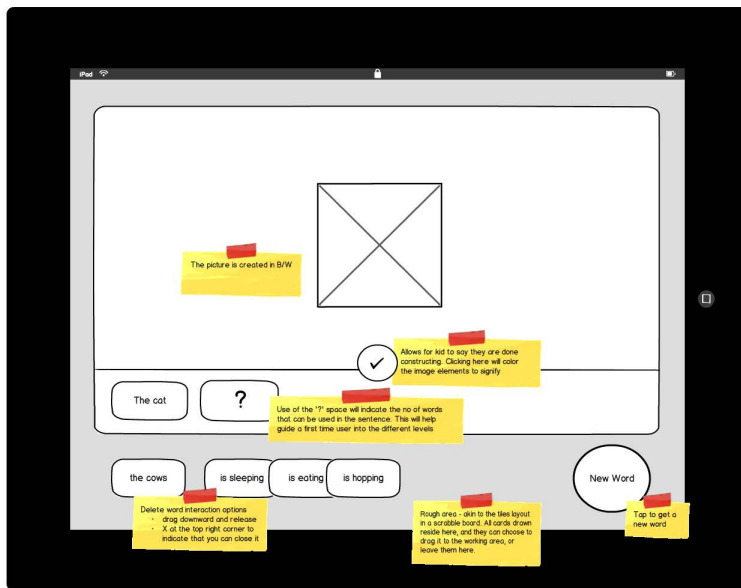 iPad
The picture is created in B/W
Allows for kid to say they are done
constructing. Clicking here will color
the image elements to signify
✓
The cat
?
Use of the '?' space will indicate the no of words
that can be used in the sentence. This will help
guide a first time user into the different levels
the cows
is sleeping
is eating
is hopping
New Word
Delete word interaction options
· drag downward and release
· X at the top right corner to
indicate that you can close it
Rough area - akin to the tiles layout
in a scrabble board. All cards drawn
reside here, and they can choose to
drag it to the working area, or
leave them here.
Tap to get a
new word